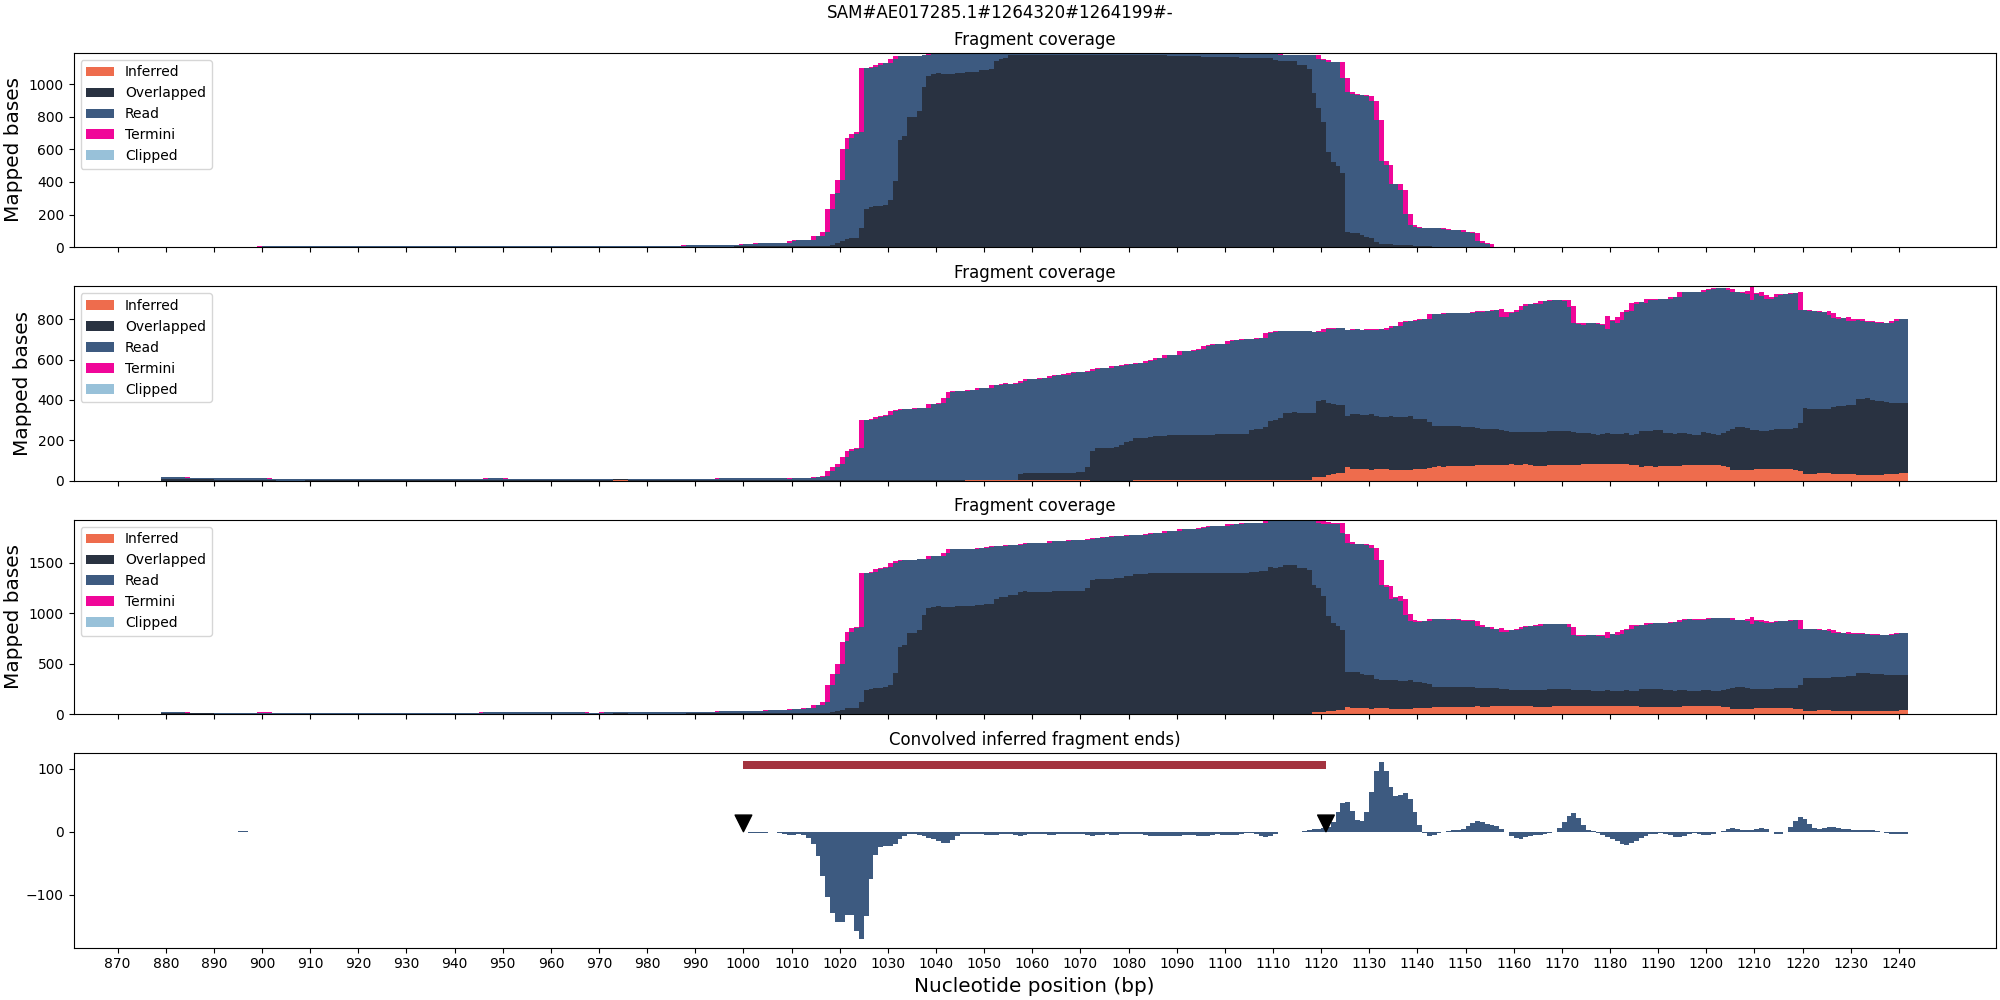 SAM#AE017285.1#1264320#1264199#-
Fragment coverage
Mapped bases
1000
800
600
400
200
0
Inferred
Overlapped
Read
Termini
Clipped
Fragment coverage
Mapped bases
800
600
400
200
0
Inferred
Overlapped
Read
Termini
Clipped
Fragment coverage
Mapped bases
1500
1000
500
0
Inferred
Overlapped
Read
Termini
Clipped
Convolved inferred fragment ends)
100
0
−100
870 880 890 900 910 920 930 940 950 960 970 980 990 1000 1010 1020 1030 1040 1050 1060 1070 1080 1090 1100 1110 1120 1130 1140 1150 1160 1170 1180 1190 1200 1210 1220 1230 1240
Nucleotide position (bp)